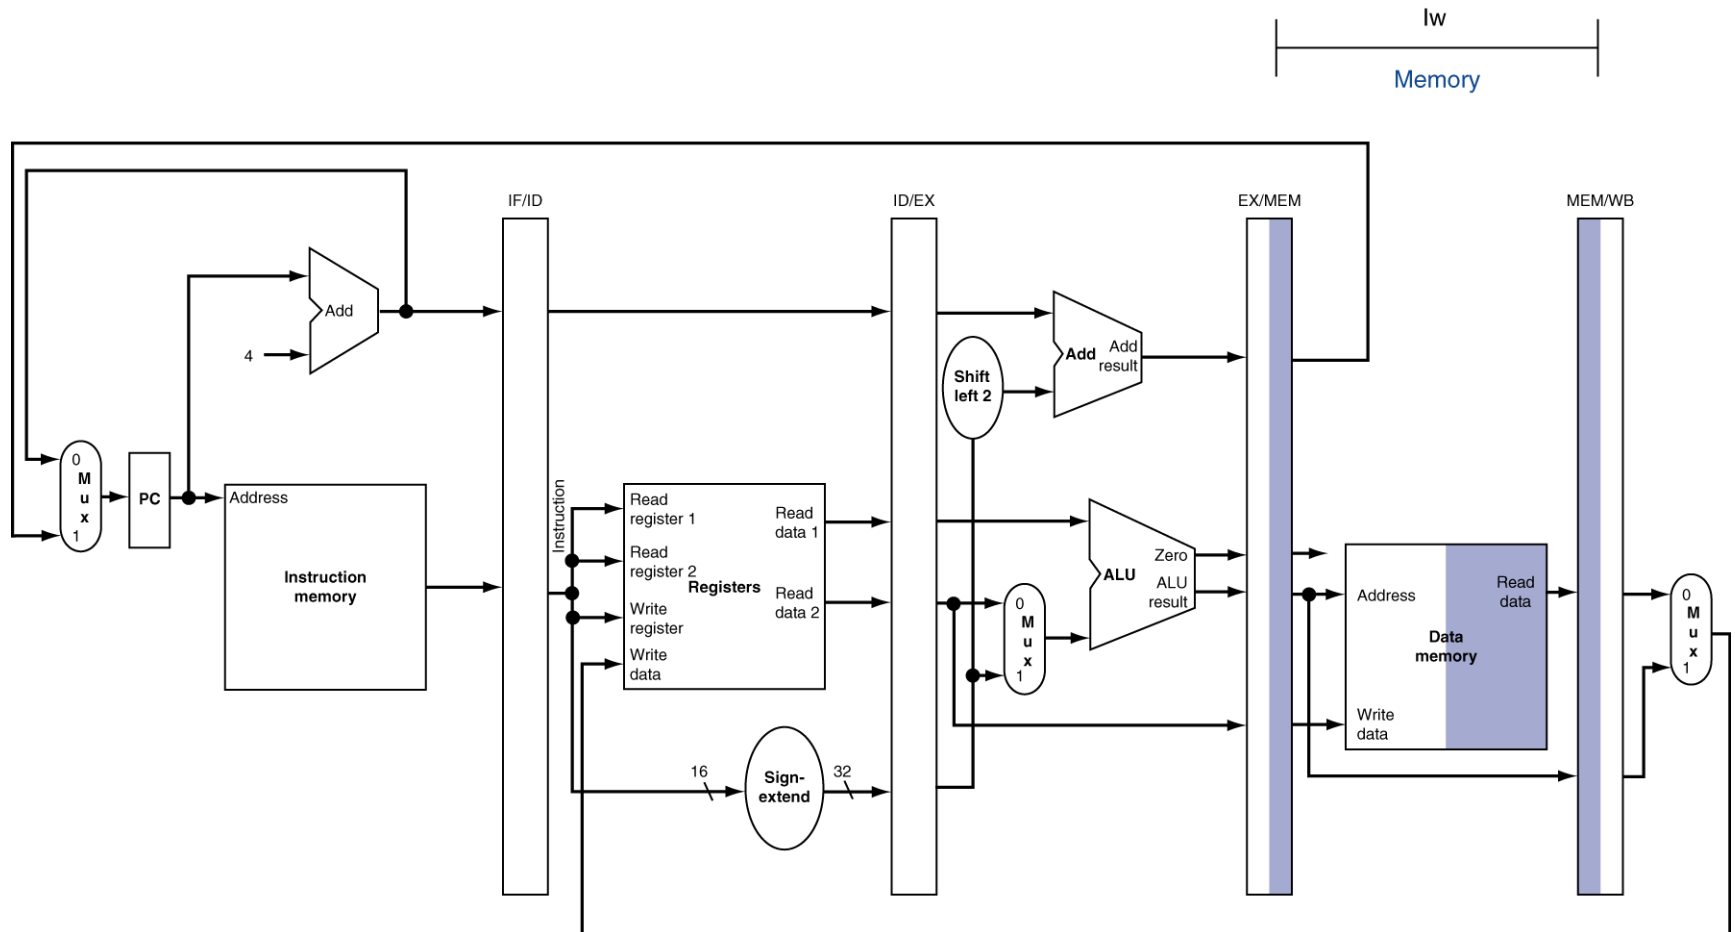 lw
Memory
IF/ID
ID/EX
EX/MEM
MEM/WB
Add
4
Shift
left 2
Add
Add
result
0
M
u
x
1
PC
Address
Instruction
memory
Instruction
Read
register 1
Read
register 2
Write
register
Write
data
Registers
Read
data 1
Read
data 2
16
Sign-
extend
32
0
M
u
x
1
ALU
Zero
ALU
result
Address
Read
data
Data
memory
Write
data
0
M
u
x
1